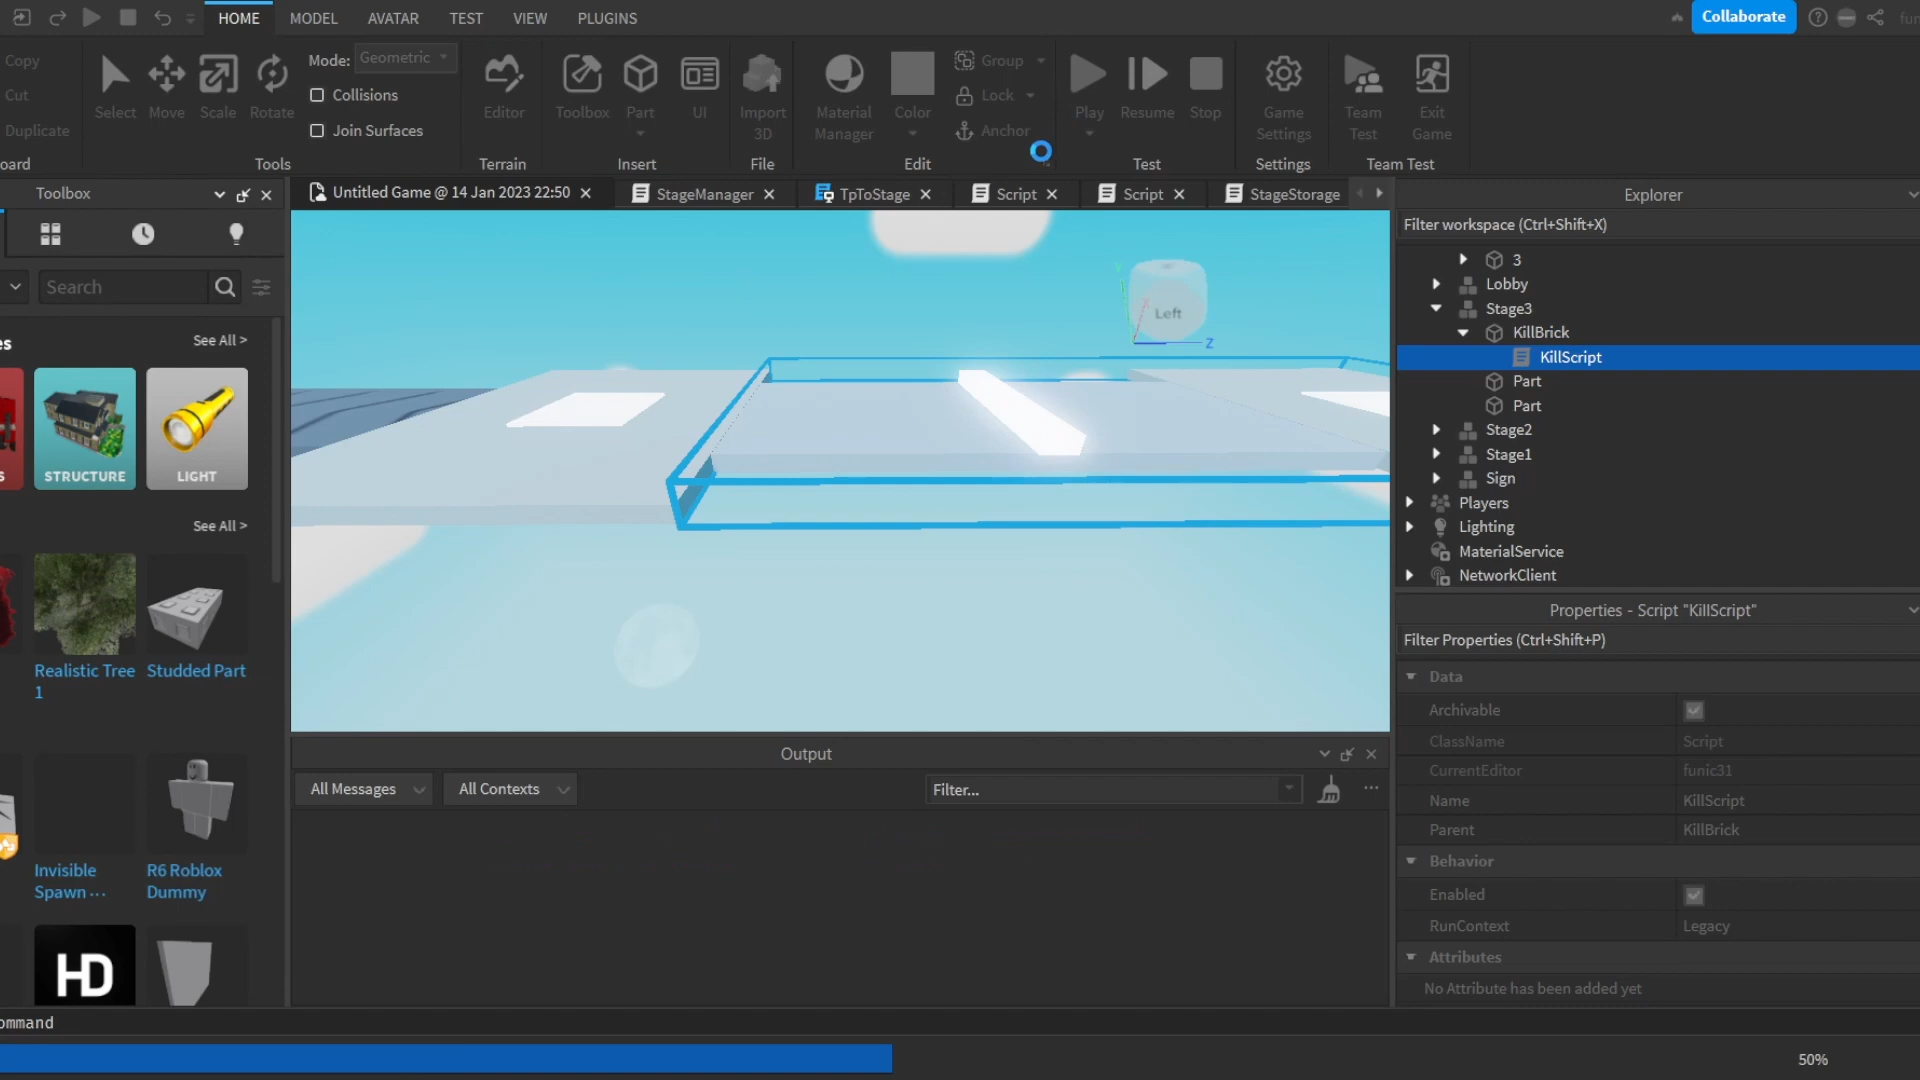 HOME
MODEL
AVATAR
TEST
VIEW
PLUGINS
Collaborate
Copy
Cut
Duplicate
Select
Move
Scale
Rotate
Mode:
Geometric
Collisions
Join Surfaces
Tools
Editor
Terrain
Toolbox
Part
UI
Insert
Import
3D
File
Material
Manager
Color
Group
Lock
Anchor
Edit
Play
Resume
Stop
Test
Game
Settings
Settings
Team
Test
Exit
Game
Team Test
Toolbox
Untitled Game @ 14 Jan 2023 22:50
StageManager
TpToStage
Script
Script
StageStorage
Search
See All >
STRUCTURE
LIGHT
See All >
Realistic Tree
1
Studded Part
Invisible
Spawn ...
R6 Roblox
Dummy
HD
Left
Z
Output
All Messages
All Contexts
Filter...
Explorer
Filter workspace (Ctrl+Shift+X)
3
Lobby
Stage3
KillBrick
KillScript
Part
Part
Stage2
Stage1
Sign
Players
Lighting
MaterialService
NetworkClient
Properties - Script "KillScript"
Filter Properties (Ctrl+Shift+P)
Data
Archivable
ClassName Script
CurrentEditor funic31
Name KillScript
Parent KillBrick
Behavior
Enabled
RunContext Legacy
Attributes
No Attribute has been added yet
ommand
50%